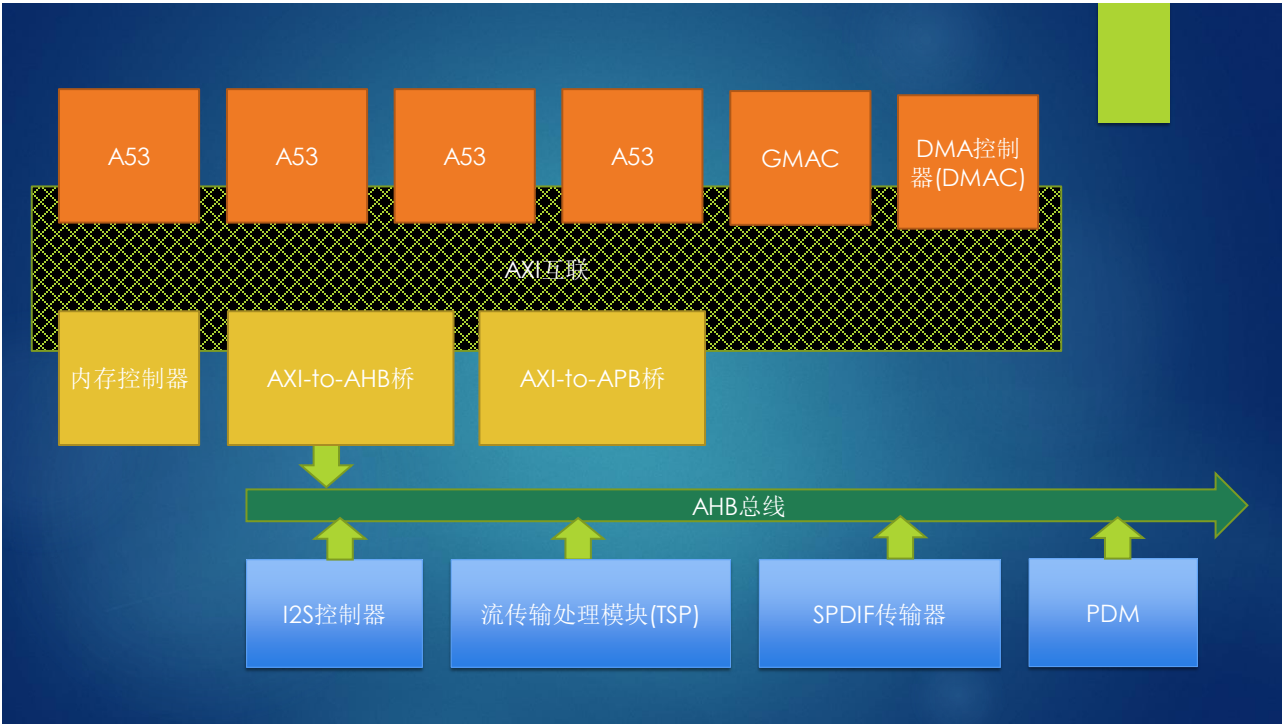 A53
A53
A53
A53
GMAC
DMA控制
器(DMAC)
AXI互联
内存控制器
AXI-to-AHB桥
AXI-to-APB桥
AHB总线
I2S控制器
流传输处理模块(TSP)
SPDIF传输器
PDM